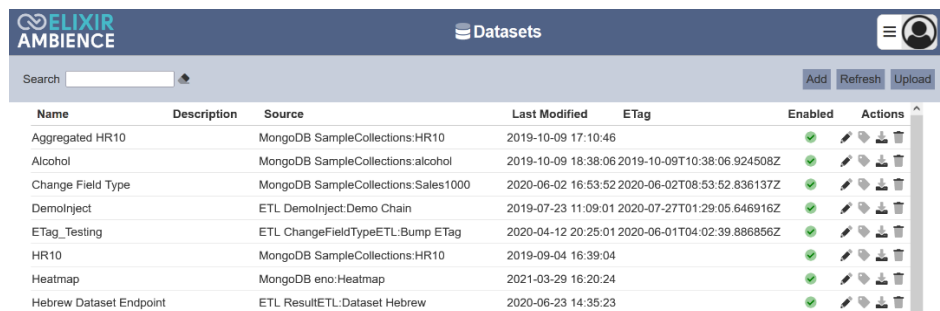 ELIXIR
AMBIENCE
Datasets
Search Add Refresh Upload
Name Description Source Last Modified ETag Enabled Actions
Aggregated HR10 MongoDB SampleCollections:HR10 2019-10-09 17:10:46
Alcohol MongoDB SampleCollections:alcohol 2019-10-09 18:38:06 2019-10-09T10:38:06.924508Z
Change Field Type MongoDB SampleCollections:Sales1000 2020-06-02 16:53:52 2020-06-02T08:53:52.836137Z
DemoInject ETL DemoInject:Demo Chain 2019-07-23 11:09:01 2020-07-27T01:29:05.646916Z
ETag_Testing ETL ChangeFieldTypeETL:Bump ETag 2020-04-12 20:25:01 2020-06-01T04:02:39.886856Z
HR10 MongoDB SampleCollections:HR10 2019-09-04 16:39:04
Heatmap MongoDB eno:Heatmap 2021-03-29 16:20:24
Hebrew Dataset Endpoint ETL ResultETL:Dataset Hebrew 2020-06-23 14:35:23